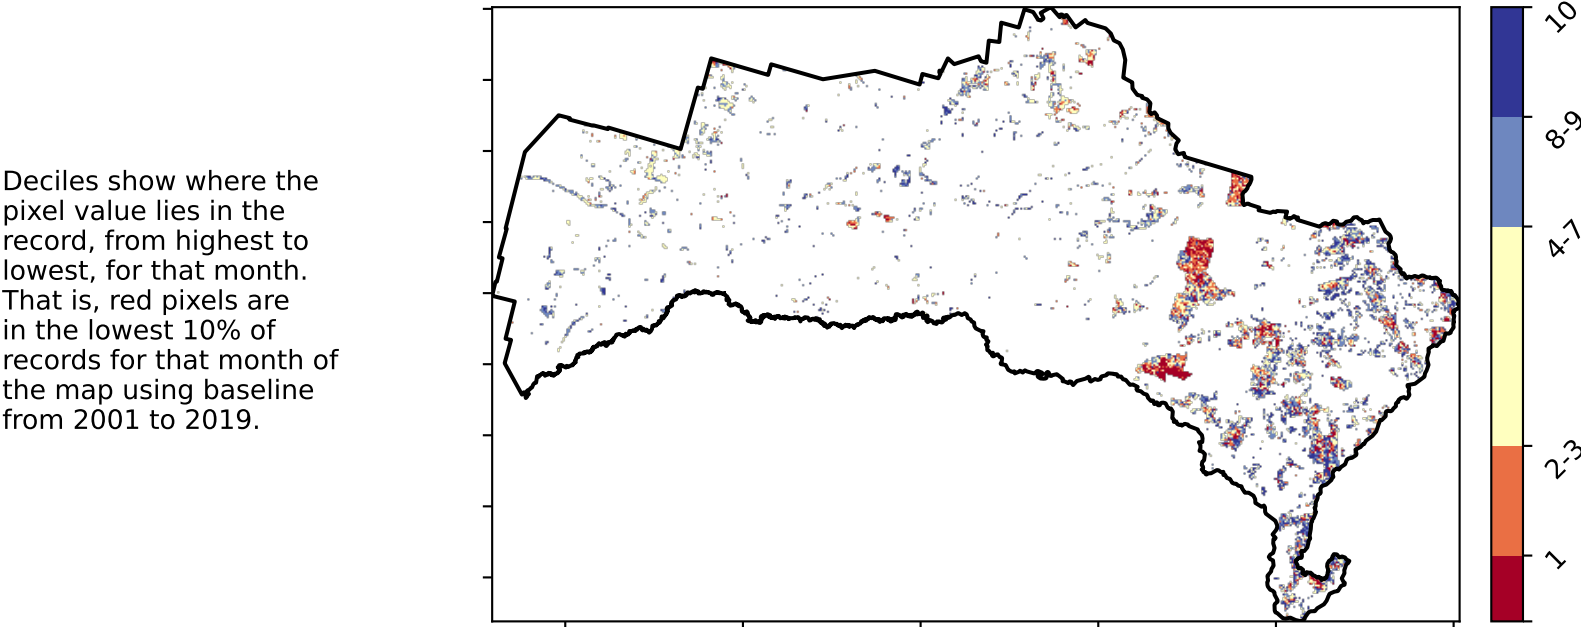 Deciles show where the
pixel value lies in the
record, from highest to
lowest, for that month.
That is, red pixels are
in the lowest 10% of
records for that month of
the map using baseline
from 2001 to 2019.
10
8-9
4-7
2-3
1